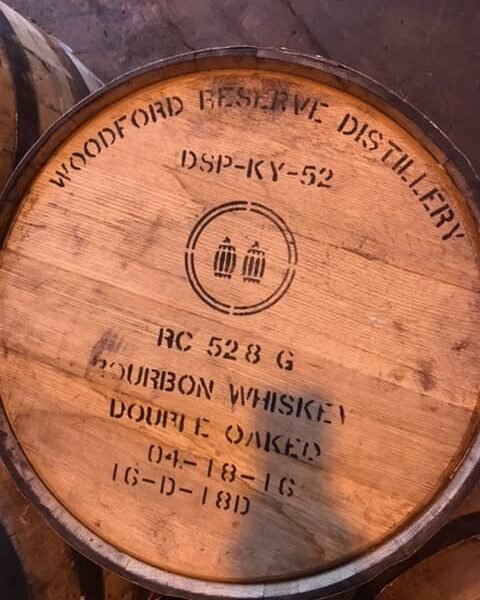 WOODFORD RESERVE DISTILLERY
DSP-KY-52
RC 528 G
BOURBON WHISKEY
DOUBLE OAKED
04-18-16
16-D-18D